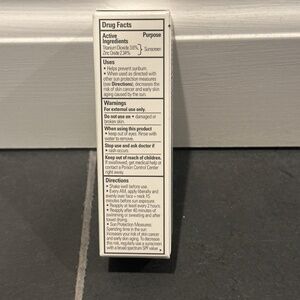 Drug Facts
Active Purpose
Ingredients
Titanium Dioxide
Zinc Oxide Sunscreen
Uses
• Helps prevent sunburn.
• When used as directed with
other sun protection measures
(see Directions), decreases the
risk of skin cancer and early skin
aging caused by the sun.
Warnings
For external use only.
Do not use on • damaged or
broken skin.
When using this product
• keep out of eyes. Rinse with
water to remove.
Stop use and ask doctor if
• rash occurs.
Keep out of reach of children.
If swallowed, get medical help or
contact a Poison Control Center
right away.
Directions
• Shake well before use.
• Every AM, apply liberally and
evenly over face + neck 15
minutes before sun exposure.
• Reapply at least every 2 hours.
• Reapply after 40 minutes of
swimming or sweating and after
towel drying.
• Sun Protection Measures:
Spending time in the sun
increases your risk of skin cancer
and early skin aging. To decrease
this risk, regularly use a sunscreen
with a broad spectrum SPF value